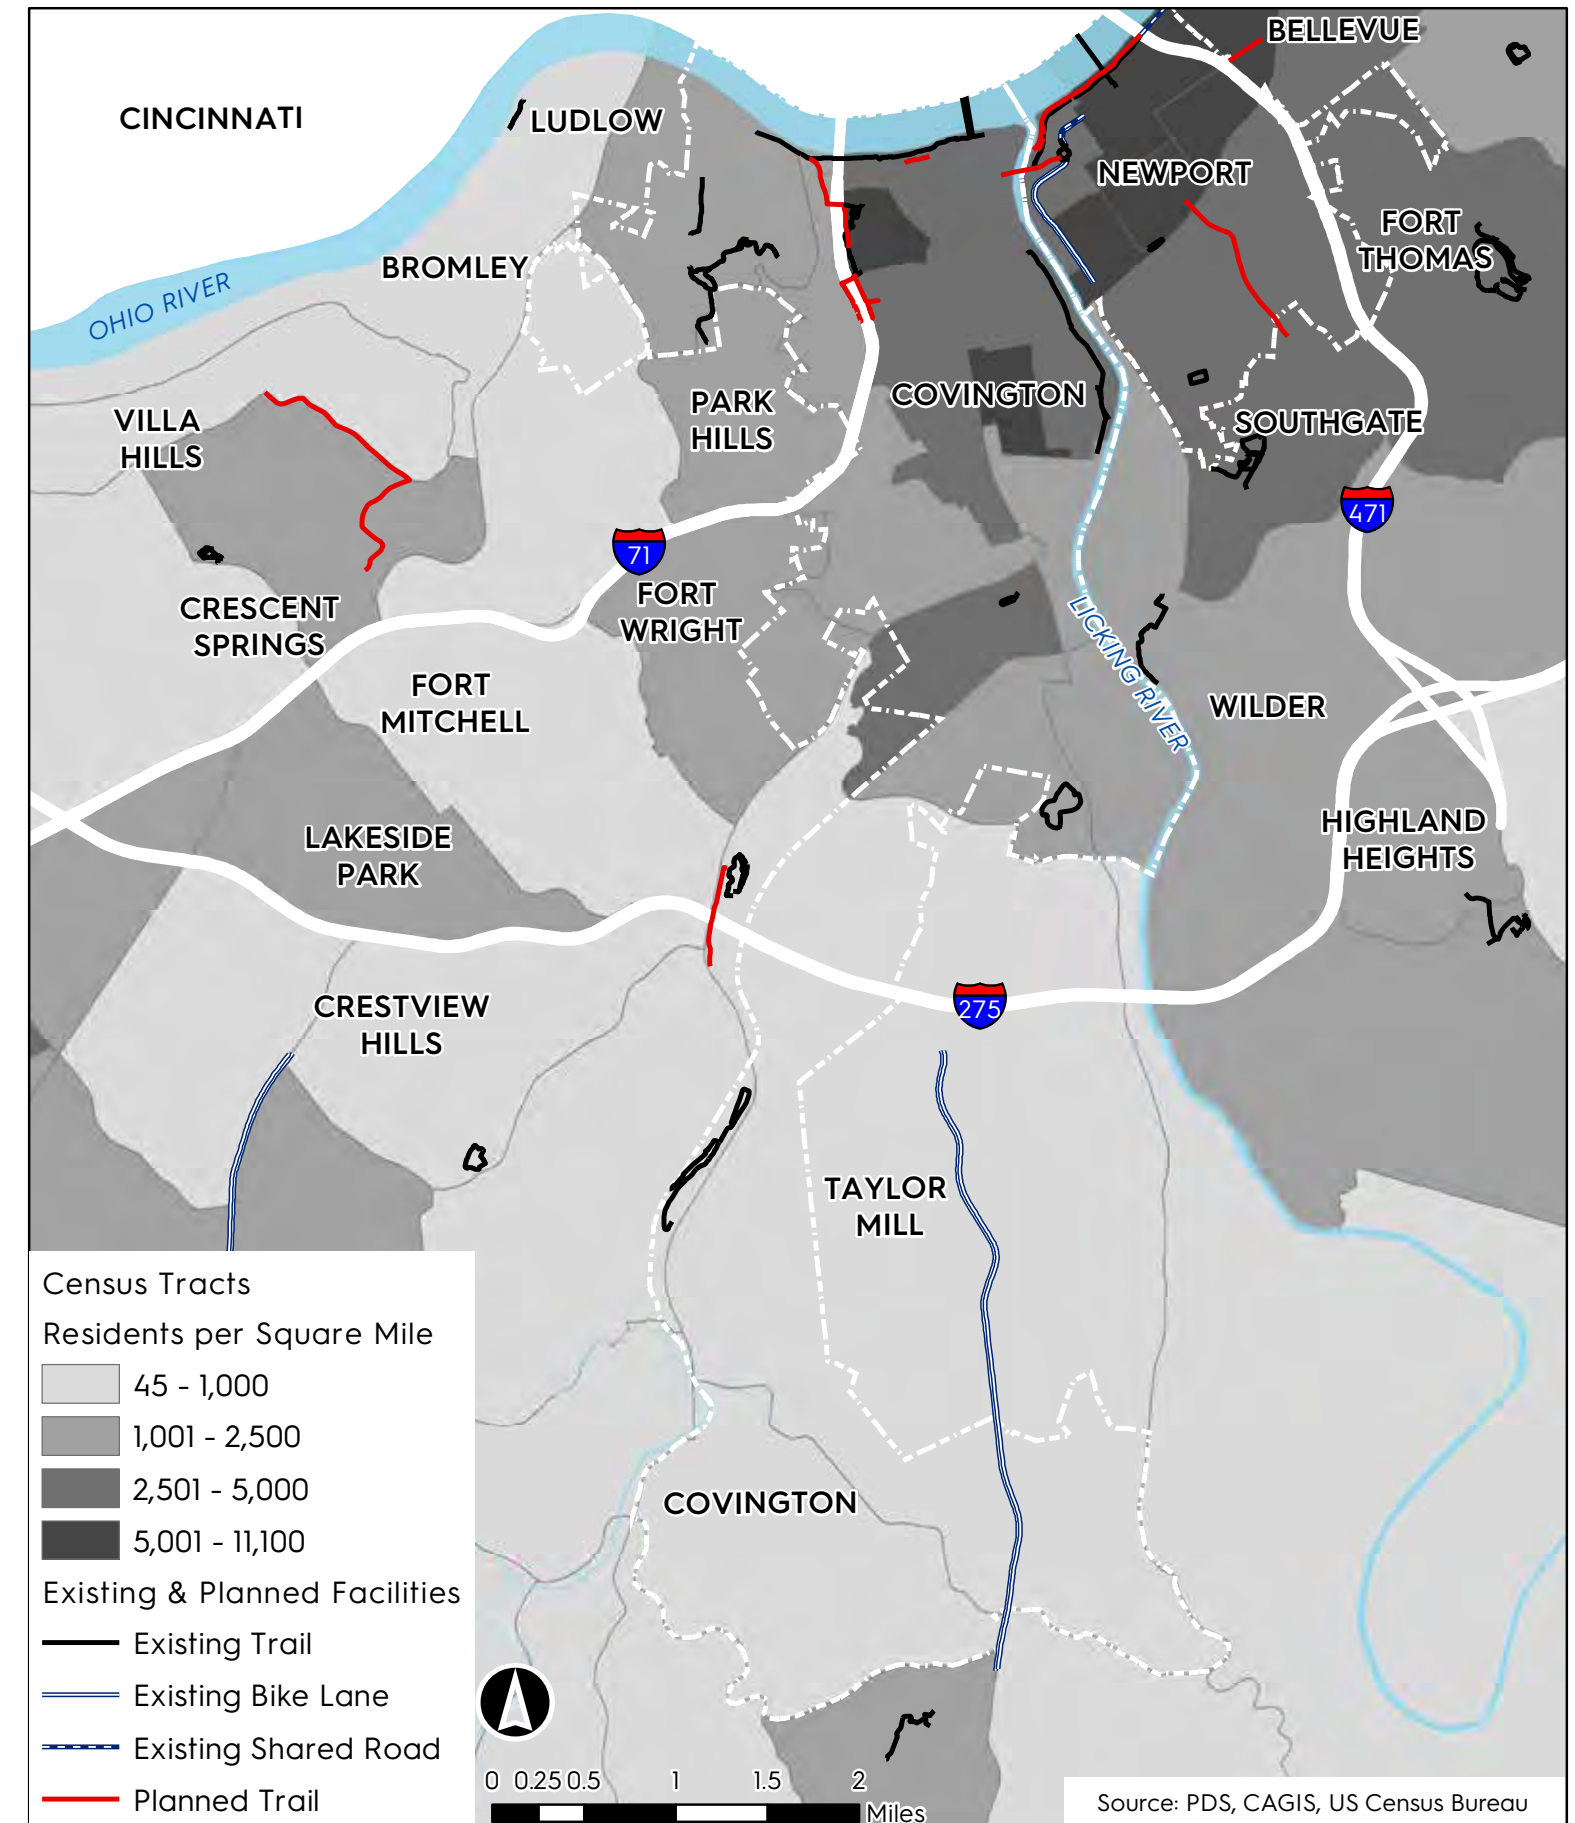 BELLEVUE
CINCINNATI
LUDLOW
NEWPORT
FORT
THOMAS
BROMLEY
OHIO RIVER
PARK
HILLS
COVINGTON
VILLA
HILLS
SOUTHGATE
471
71
CRESCENT
SPRINGS
FORT
WRIGHT
LICKING RIVER
FORT
MITCHELL
WILDER
LAKESIDE
PARK
HIGHLAND
HEIGHTS
CRESTVIEW
HILLS
275
TAYLOR
MILL
COVINGTON
Census Tracts
Residents per Square Mile
45 - 1,000
1,001 - 2,500
2,501 - 5,000
5,001 - 11,100
Existing & Planned Facilities
Existing Trail
Existing Bike Lane
Existing Shared Road
Planned Trail
0 0.25 0.5 1 1.5 2
Miles
Source: PDS, CAGIS, US Census Bureau